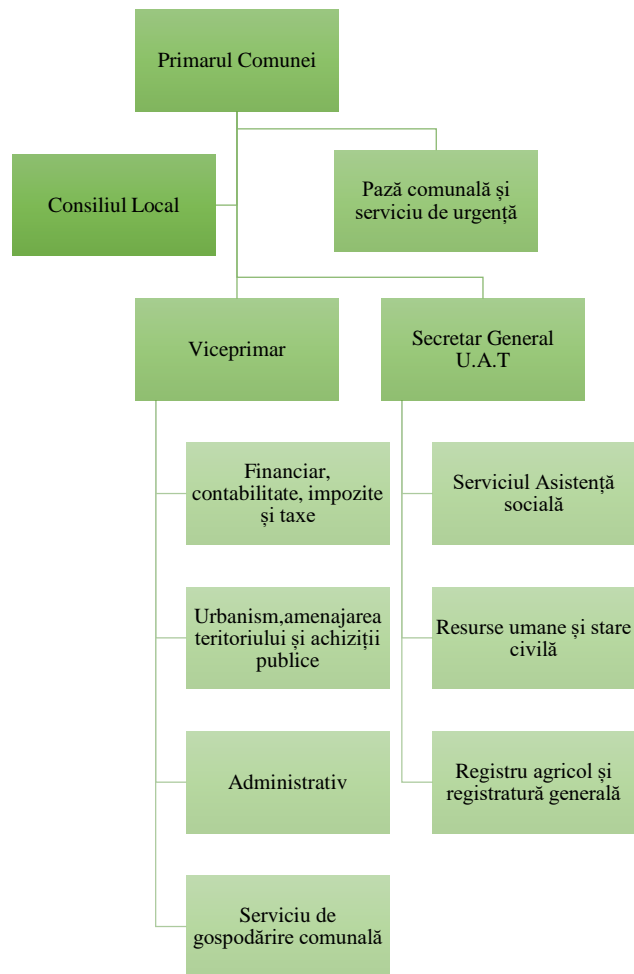 Primarul Comunei
Consiliul Local
Pază comunală și
serviciu de urgență
Viceprimar
Secretar General
U.A.T
Financiar,
contabilitate, impozite
și taxe
Serviciul Asistență
socială
Urbanism,amenajarea
teritoriului și achiziții
publice
Resurse umane și stare
civilă
Administrativ
Registru agricol și
registratură generală
Serviciu de
gospodărire comunală